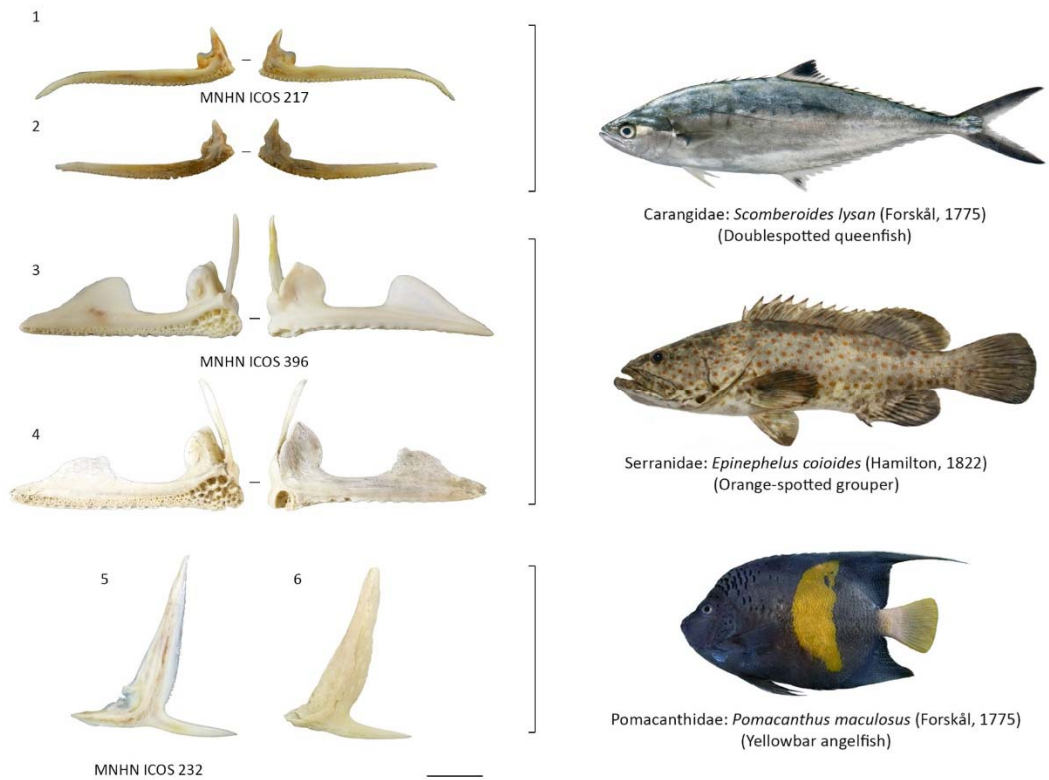 1
MNHN ICOS 217
2
Carangidae: Scomberoides lysan (Forskål, 1775)
(Doublespotted queenfish)
3
MNHN ICOS 396
4
Serranidae: Epinephelus coioides (Hamilton, 1822)
(Orange-spotted grouper)
5
6
MNHN ICOS 232
Pomacanthidae: Pomacanthus maculosus (Forskål, 1775)
(Yellowbar angelfish)